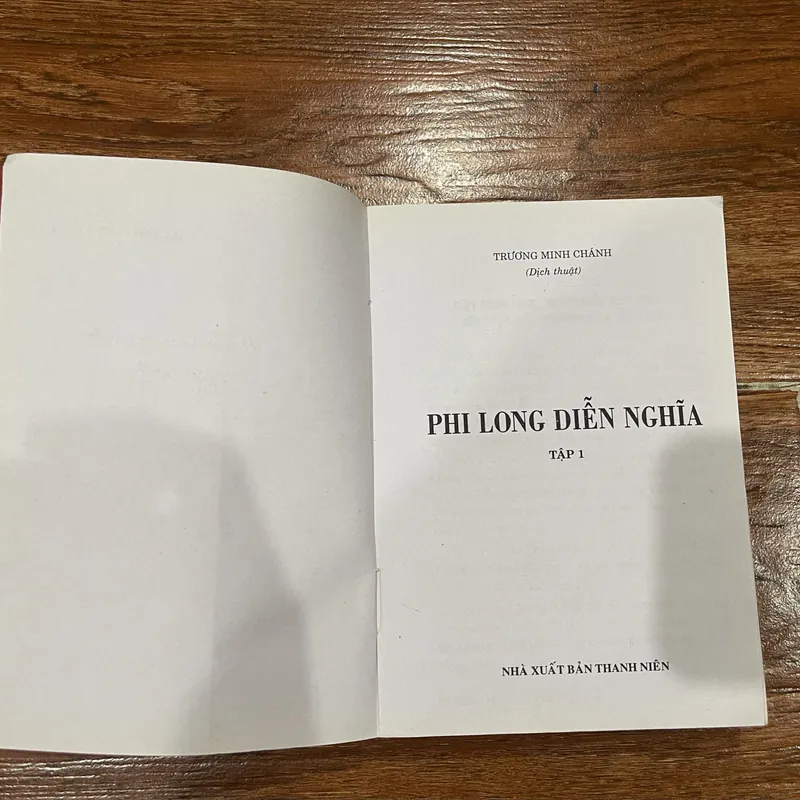 TRƯƠNG MINH CHÁNH
(Dịch thuật)
PHI LONG DIỄN NGHĨA
TẬP 1
NHÀ XUẤT BẢN THANH NIÊN